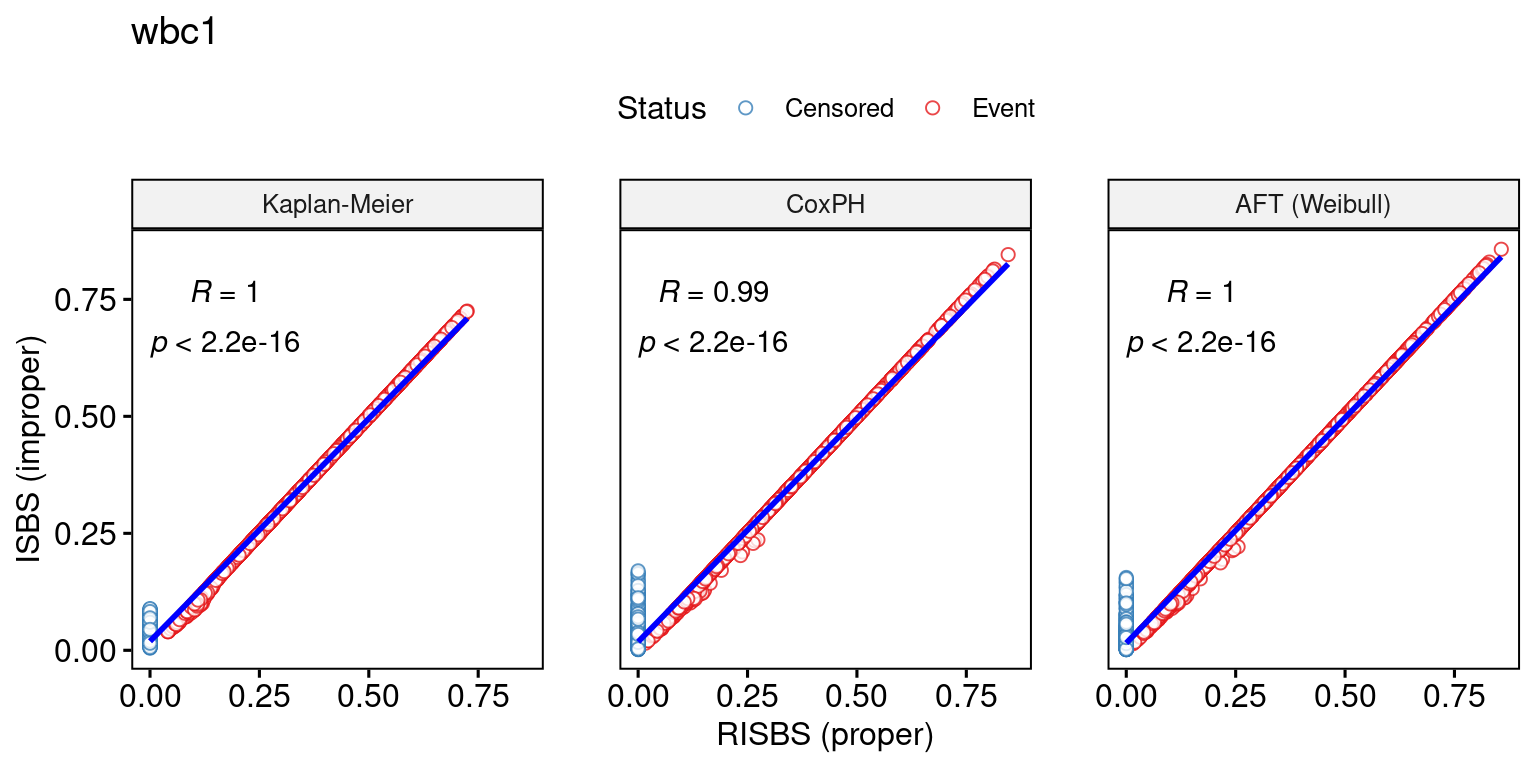 wbc1
Status Censored Event
Kaplan-Meier CoxPH AFT (Weibull)
R = 1 R = 0.99 R = 1
p < 2.2e-16 p < 2.2e-16 p < 2.2e-16
ISBS (improper)
0.75
0.50
0.25
0.00
0.00 0.25 0.50 0.75 0.00 0.25 0.50 0.75 0.00 0.25 0.50 0.75
RISBS (proper)